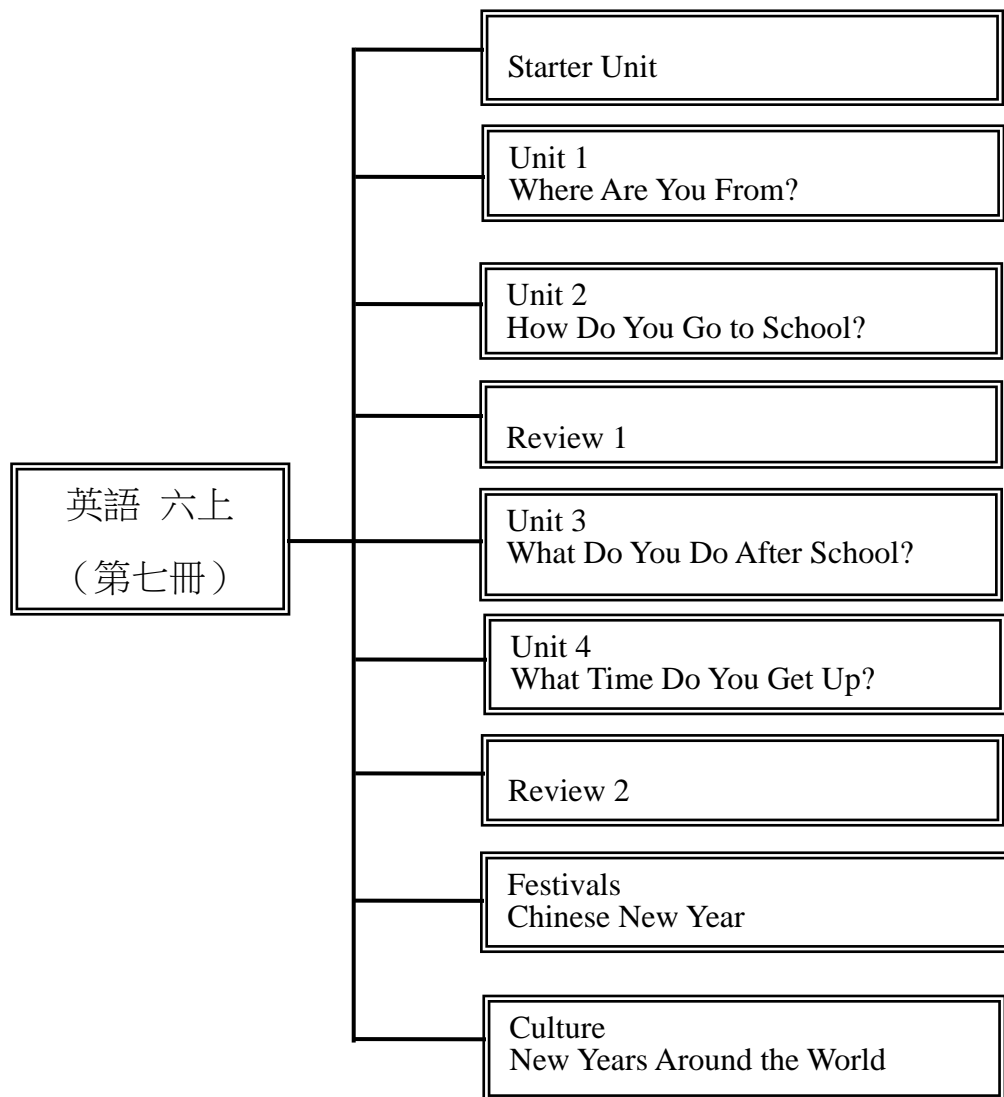 Starter Unit
Unit 1
Where Are You From?
Unit 2
How Do You Go to School?
Review 1
英語 六上
（第七冊）
Unit 3
What Do You Do After School?
Unit 4
What Time Do You Get Up?
Review 2
Festivals
Chinese New Year
Culture
New Years Around the World